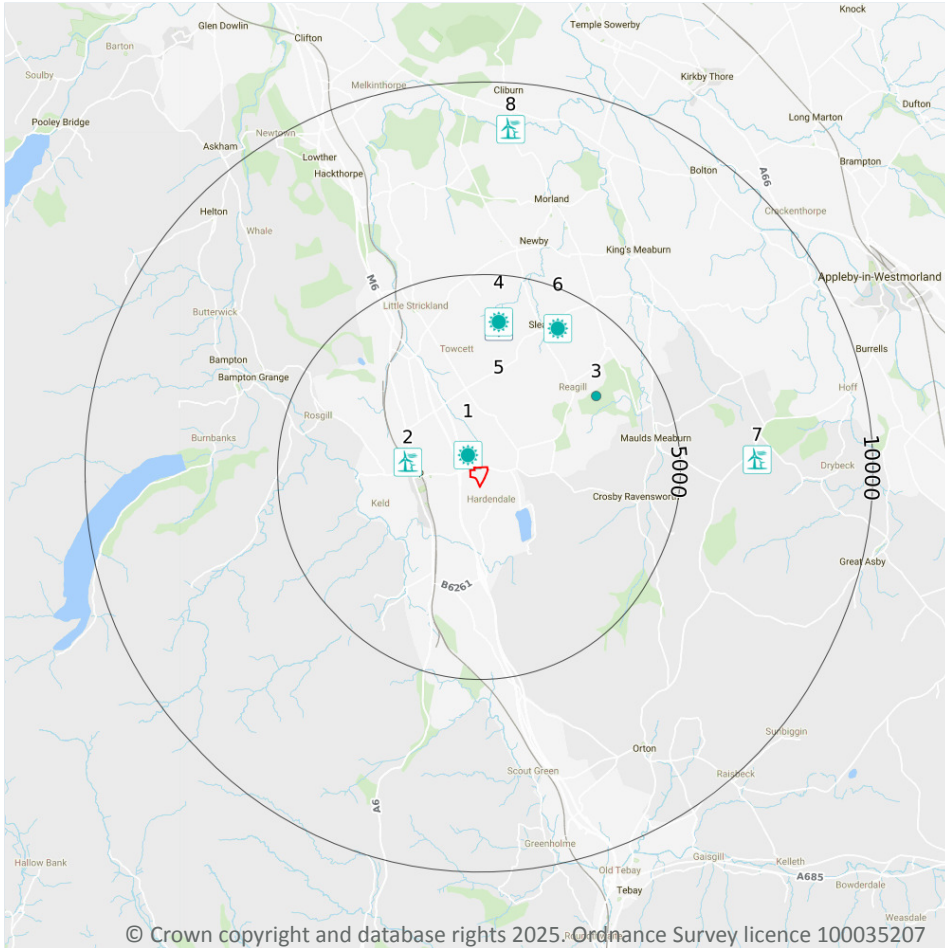 Knock
Glen Dowlin
Temple Sowerby
Clifton
Barton
Soulby
Kirkby Thore
Melkinthorpe
Cliburn
8
Dufton
Long Marton
Pooley Bridge
Newtown
Askham
Lowther
Brampton
Hackthorpe
Bolton
A66
Morland
Helton
Crackenthorpe
Whale
Newby
King's Meaburn
M6
Appleby-in-Westmorland
4
6
Little Strickland
Butterwick
Towcett
Burrells
Bampton
5
3
Bampton Grange
Reagill
Hoff
Rosgill
1
Burnbanks
2
Maulds Meaburn
7
5000
10000
Drybeck
Keld
Hardendale
Crosby Ravensworth
Great Asby
B6261
Sunbiggin
Orton
Scout Green
Raisbeck
A6
Greenholme
Hallow Bank
Gaisgill
Kelleth
Old Tebay
A685
Tebay
Bowderdale
Weasdale
© Crown copyright and database rights 2025. Ordnance Survey licence 100035207